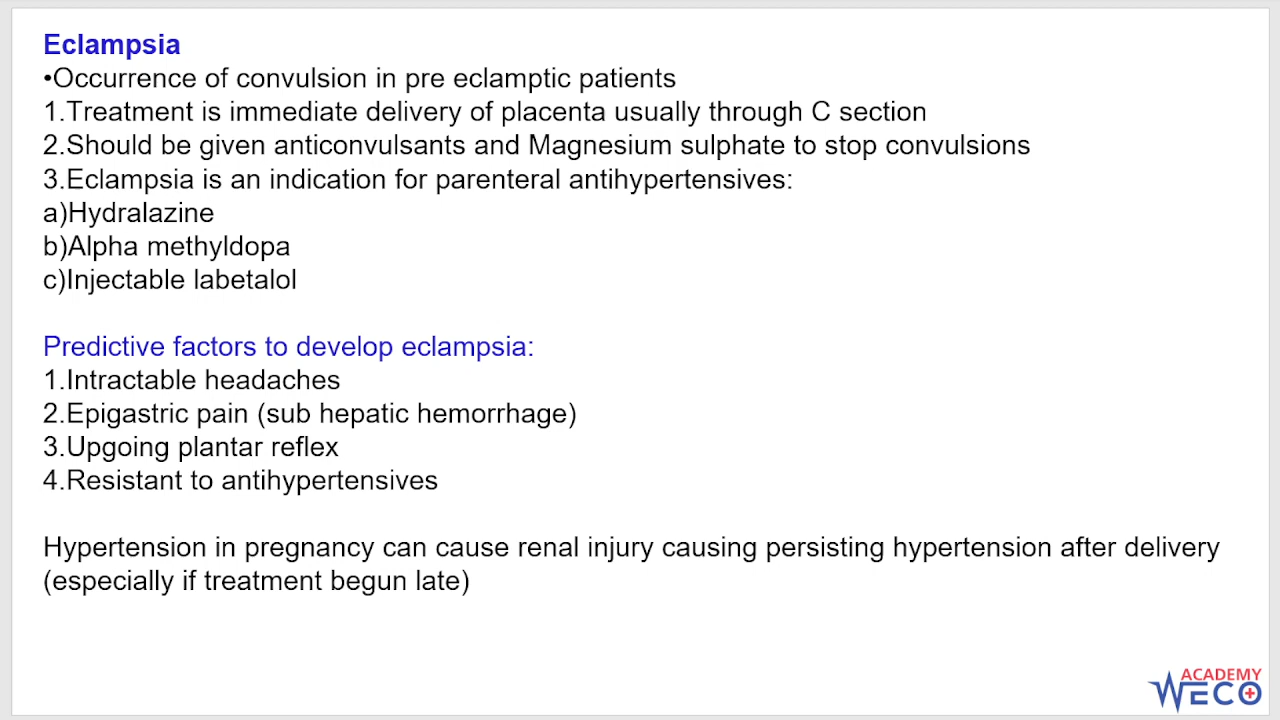 Eclampsia
•Occurrence of convulsion in pre eclamptic patients
1.Treatment is immediate delivery of placenta usually through C section
2.Should be given anticonvulsants and Magnesium sulphate to stop convulsions
3.Eclampsia is an indication for parenteral antihypertensives:
a)Hydralazine
b)Alpha methyldopa
c)Injectable labetalol
Predictive factors to develop eclampsia:
1.Intractable headaches
2.Epigastric pain (sub hepatic hemorrhage)
3.Upgoing plantar reflex
4.Resistant to antihypertensives
Hypertension in pregnancy can cause renal injury causing persisting hypertension after delivery
(especially if treatment begun late)
ACADEMY
WECO